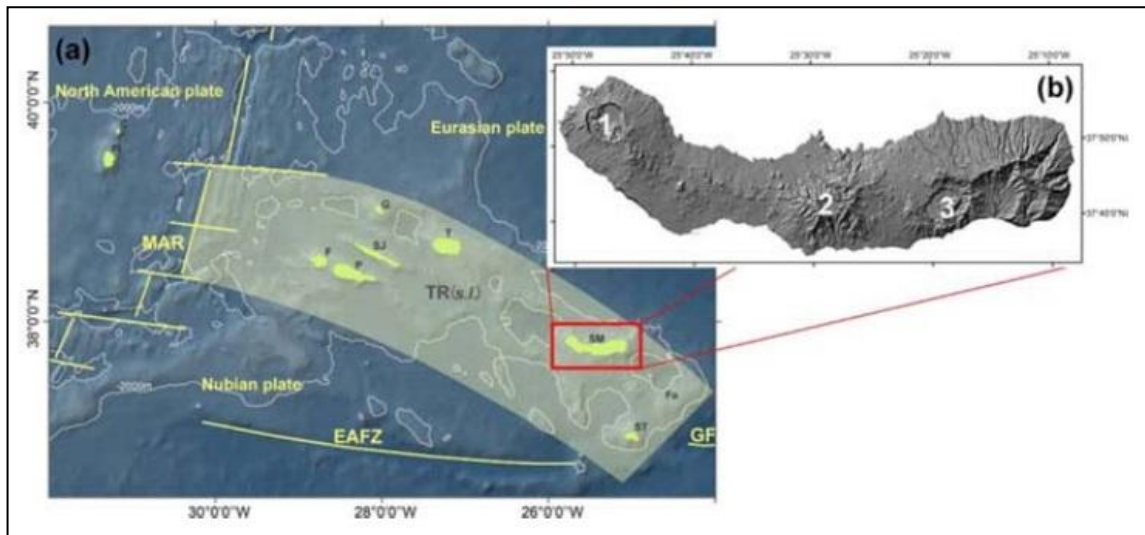 (a)
North American plate
-2000m
Eurasian plate
40°0'0"N
38°0'0"N
MAR
G
T
SJ
F
P
TR(s.l.)
SM
Fo
ST
Nubian plate
-2000m
EAFZ
GF
30°0'0"W
28°0'0"W
26°0'0"W
(b)
25°50'0"W
25°40'0"W
25°30'0"W
25°20'0"W
25°10'0"W
37°50'0"N
37°40'0"N
1
2
3